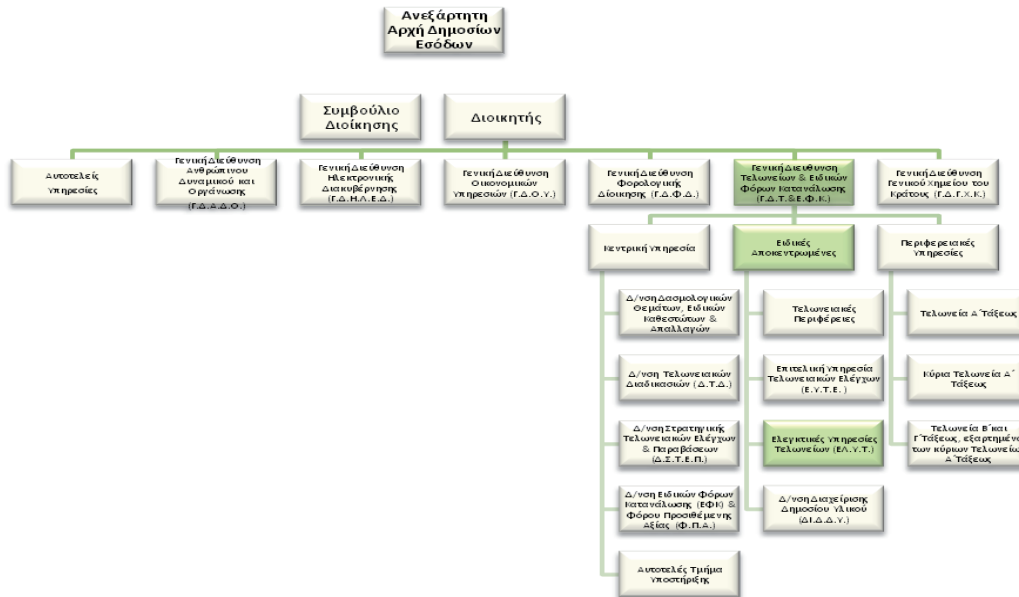 Ανεξάρτητη
Αρχή Δημοσίων
Εσόδων
Συμβούλιο
Διοίκησης
Διοικητής
Αυτοτελείς
Υπηρεσίες
Γενική Διεύθυνση
Ανθρώπινου
Δυναμικού και
Οργάνωσης
(Γ.Δ.Α.Δ.Ο.)
Γενική Διεύθυνση
Ηλεκτρονικής
Διακυβέρνησης
(Γ.Δ.Η.Λ.Ε.Δ.)
Γενική Διεύθυνση
Οικονομικών
Υπηρεσιών (Γ.Δ.Ο.Υ.)
Γενική Διεύθυνση
Φορολογικής
Δίοικησης (Γ.Δ.Φ.Δ.)
Γενική Διεύθυνση
Τελωνείων & Ειδικών
Φόρων Κατανάλωσης
(Γ.Δ.Τ.&Ε.Φ.Κ.)
Γενική Διεύθυνση
Γενικού Χημείου του
Κράτους (Γ.Δ.Γ.Χ.Κ.)
Κεντρική Υπηρεσία
Ειδικές
Αποκεντρωμένες
Περιφερειακές
Υπηρεσίες
Δ/νση Δασμολογικών
Θεμάτων, Ειδικών
Καθεστώτων &
Απαλλαγών
Τελωνειακές
Περιφέρειες
Τελωνεία Α΄Τάξεως
Δ/νση Τελωνειακών
Διαδικασιών (Δ.Τ.Δ.)
Επιτελική Υπηρεσία
Τελωνειακών Ελέγχων
(Ε.Υ.Τ.Ε. )
Κύρια Τελωνεία Α΄
Τάξεως
Δ/νση Στρατηγικής
Τελωνειακών Ελέγχων
& Παραβάσεων
(Δ.Σ.Τ.Ε.Π.)
Ελεγκτικές Υπηρεσίες
Τελωνείων (ΕΛ.Υ.Τ.)
Τελωνεία Β΄και
Γ΄Τάξεως, εξαρτημένα
των κύριων Τελωνείων
Α΄Τάξεως
Δ/νση Ειδικών Φόρων
Κατανάλωσης (ΕΦΚ) &
Φόρου Προσιθέμενης
Αξίας (Φ.Π.Α.)
Δ/νση Διαχείρισης
Δημοσίου Υλικού
(ΔΙ.Δ.Δ.Υ.)
Αυτοτελές Τμήμα
Υποστήριξης